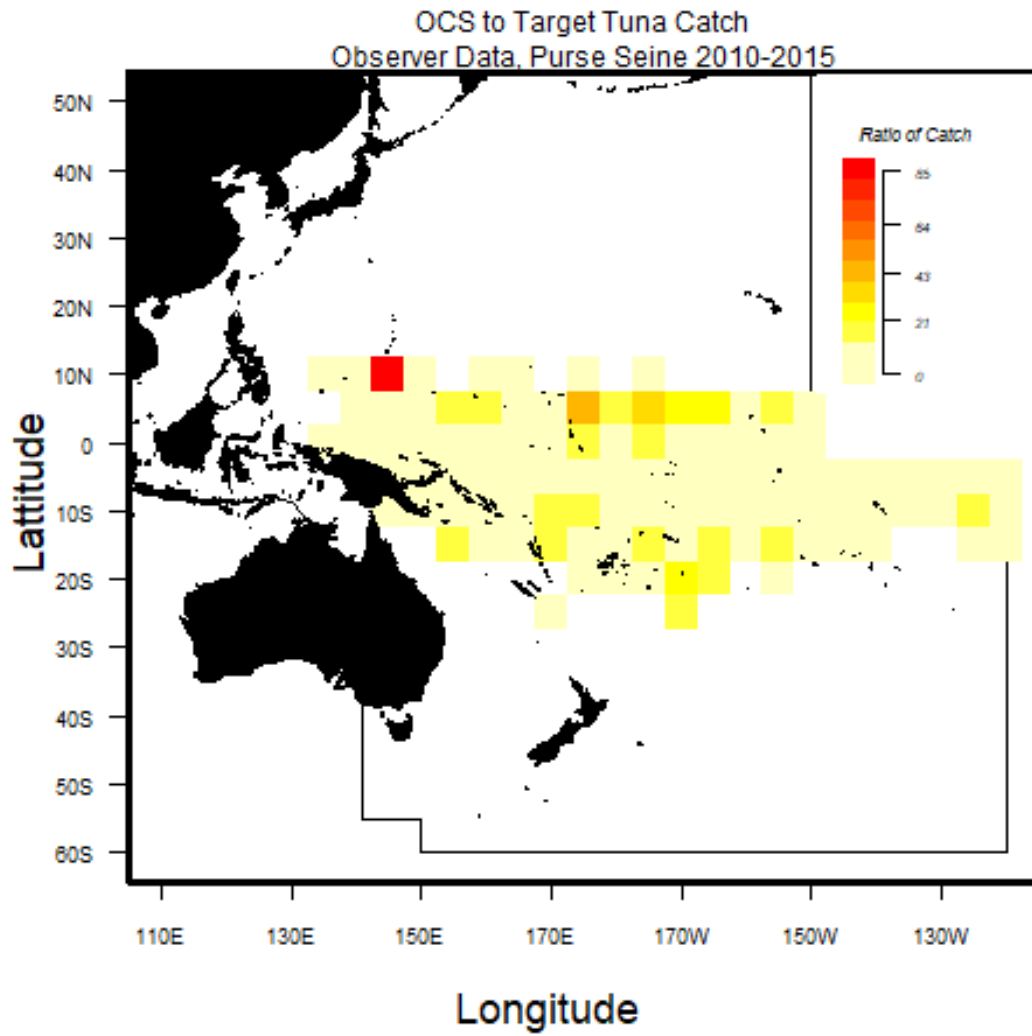 OCS to Target Tuna Catch
Observer Data, Purse Seine 2010-2015
Ratio of Catch
85
64
43
21
0
50N
40N
30N
20N
10N
0
10S
20S
30S
40S
50S
60S
Lattitude
110E 130E 150E 170E 170W 150W 130W
Longitude